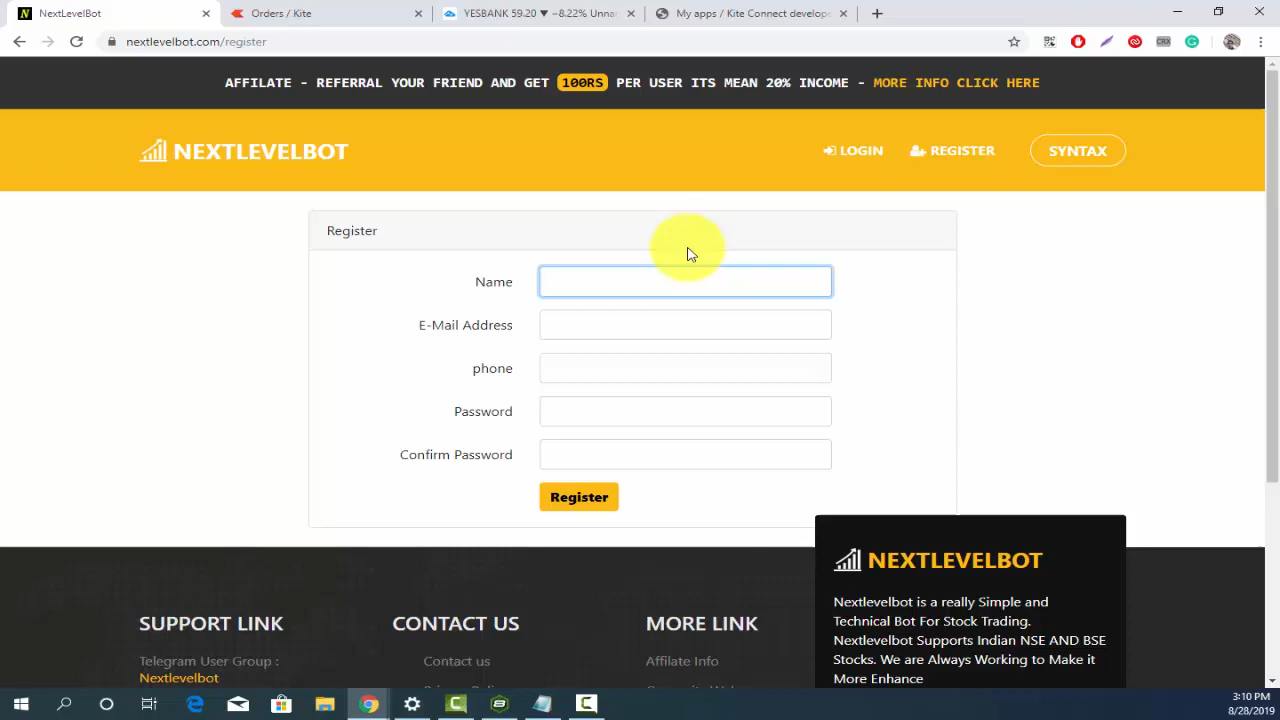 NextLevelBot
Orders / Kite
YESBANK 59.20 ▼ −8.22% Unna
My apps / Kite Connect develope
nextlevelbot.com/register
AFFILATE - REFERRAL YOUR FRIEND AND GET 100RS PER USER ITS MEAN 20% INCOME - MORE INFO CLICK HERE
NEXTLEVELBOT
LOGIN
REGISTER
SYNTAX
Register
Name
E-Mail Address
phone
Password
Confirm Password
Register
NEXTLEVELBOT
Nextlevelbot is a really Simple and
Technical Bot For Stock Trading.
Nextlevelbot Supports Indian NSE AND BSE
Stocks. We are Always Working to Make it
More Enhance
SUPPORT LINK
Telegram User Group :
Nextlevelbot
CONTACT US
Contact us
MORE LINK
Affilate Info
3:10 PM
8/28/2019